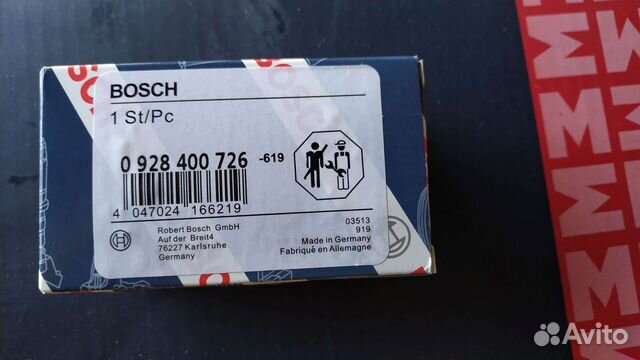 BOSCH
1 St/Pc
0 928 400 726 -619
4 047024 166219
Robert Bosch GmbH
Auf der Breit4
76227 Karlsruhe
Germany
03513
919
Made in Germany
Fabriqué en Allemagne
Avito